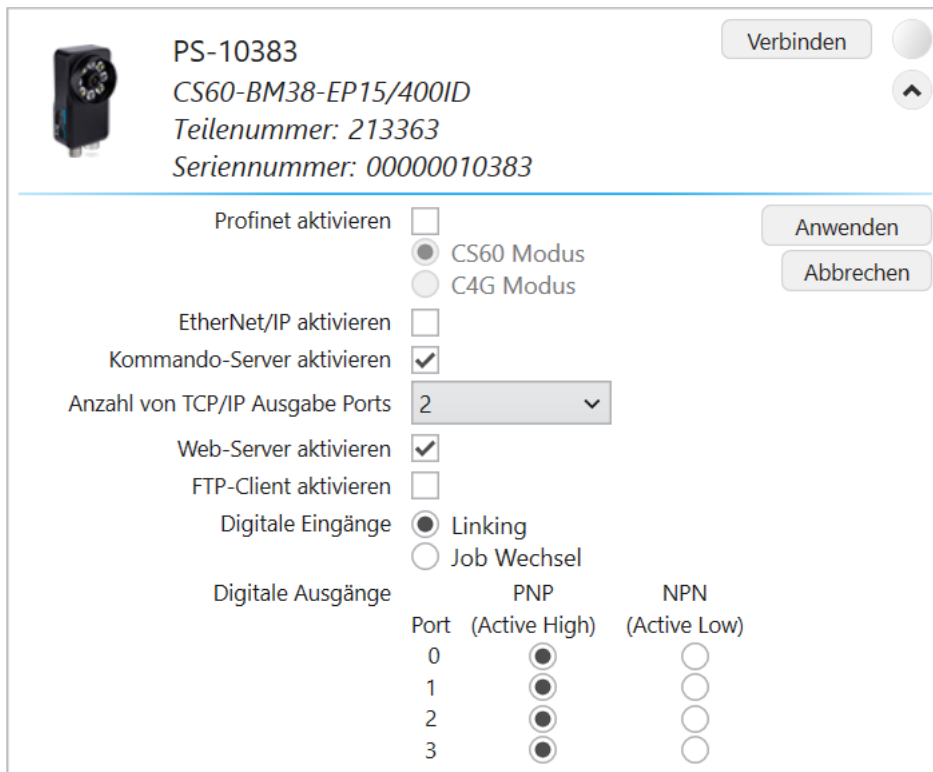 PS-10383
Verbinden
CS60-BM38-EP15/400ID
Teilenummer: 213363
Seriennummer: 00000010383
Profinet aktivieren
Anwenden
CS60 Modus
Abbrechen
C4G Modus
EtherNet/IP aktivieren
Kommando-Server aktivieren
Anzahl von TCP/IP Ausgabe Ports 2
Web-Server aktivieren
FTP-Client aktivieren
Digitale Eingänge Linking
Job Wechsel
Digitale Ausgänge PNP NPN
Port (Active High) (Active Low)
0
1
2
3